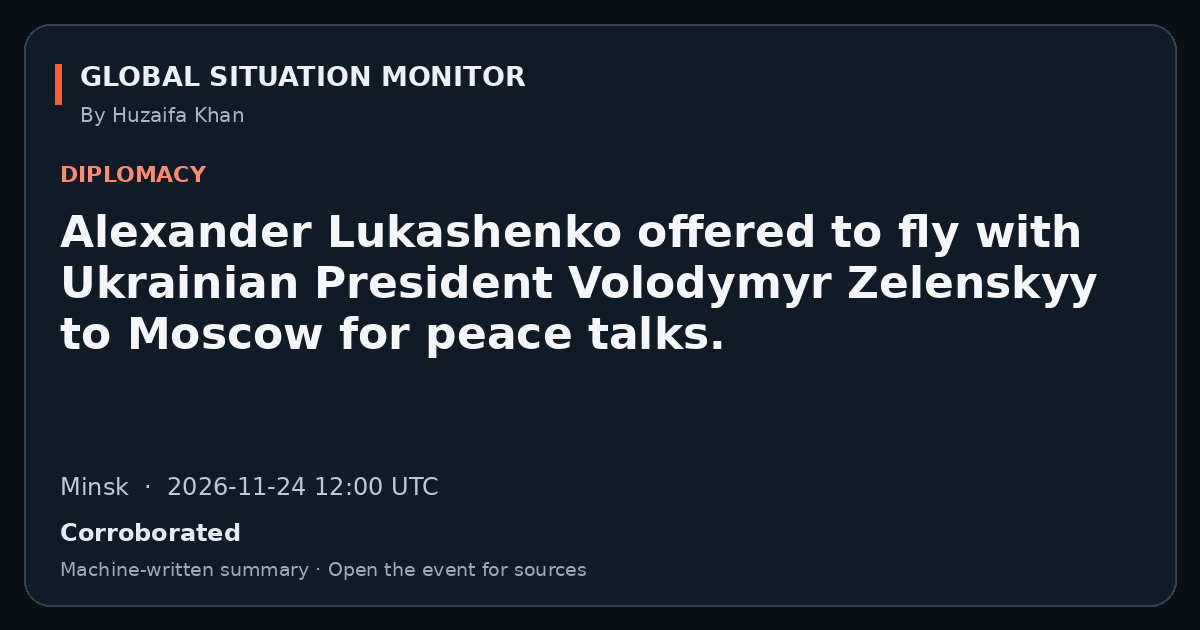 GLOBAL SITUATION MONITOR
By Huzaifa Khan
DIPLOMACY
Alexander Lukashenko offered to fly with
Ukrainian President Volodymyr Zelenskyy
to Moscow for peace talks.
Minsk · 2026-11-24 12:00 UTC
Corroborated
Machine-written summary · Open the event for sources